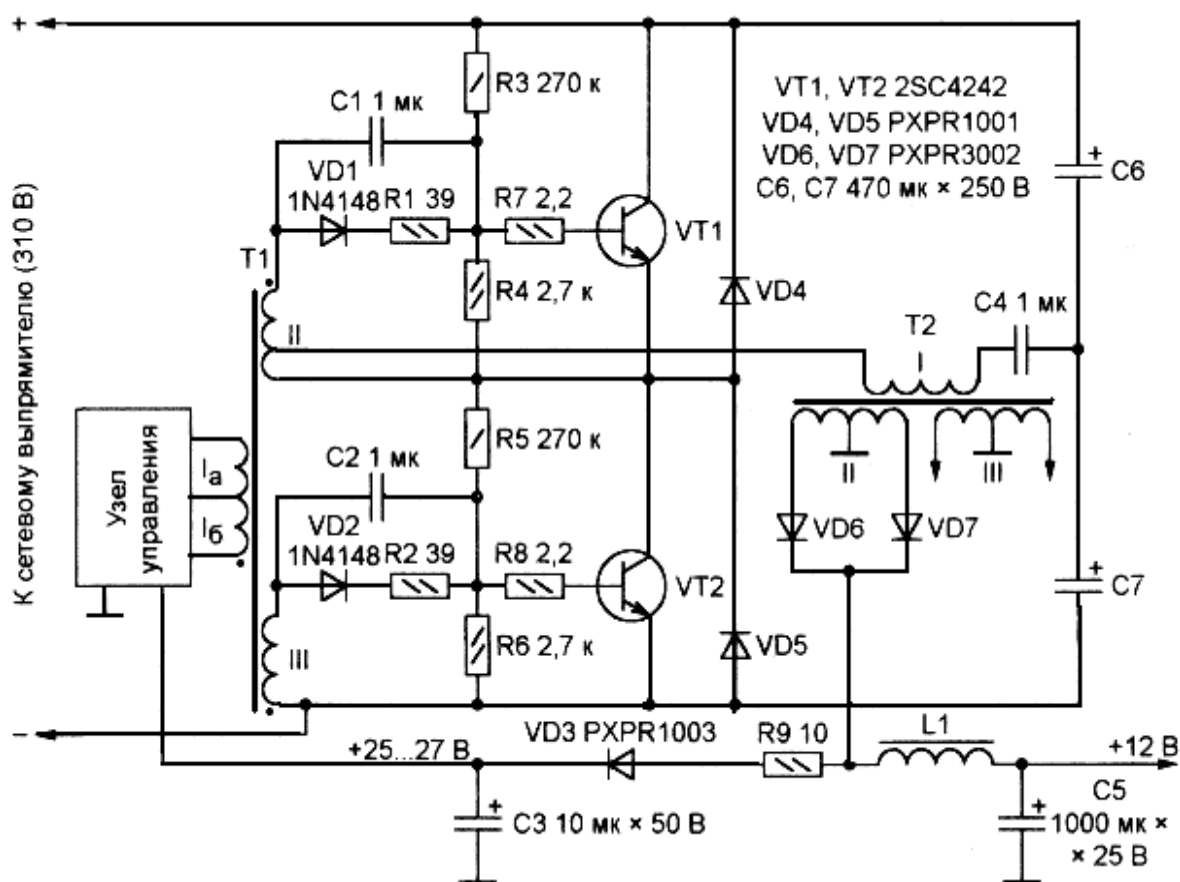 +
К сетевому выпрямителю (310 В)
–
C1 1 мк
VD1
1N4148
R1 39
R3 270 к
R7 2,2
VT1
R4 2,7 к
T1
II
VT1, VT2 2SC4242
VD4, VD5 PXPR1001
VD6, VD7 PXPR3002
C6, C7 470 мк × 250 В
+
C6
VD4
T2
I
C4 1 мк
Узел
управления
Iа
Iб
C2 1 мк
VD2
1N4148
R2 39
R5 270 к
R8 2,2
VT2
R6 2,7 к
III
II
III
VD6
VD7
VD5
+
C7
VD3 PXPR1003
R9 10
L1
+12 В
+25...27 В
+
C3 10 мк × 50 В
+
C5
1000 мк ×
× 25 В